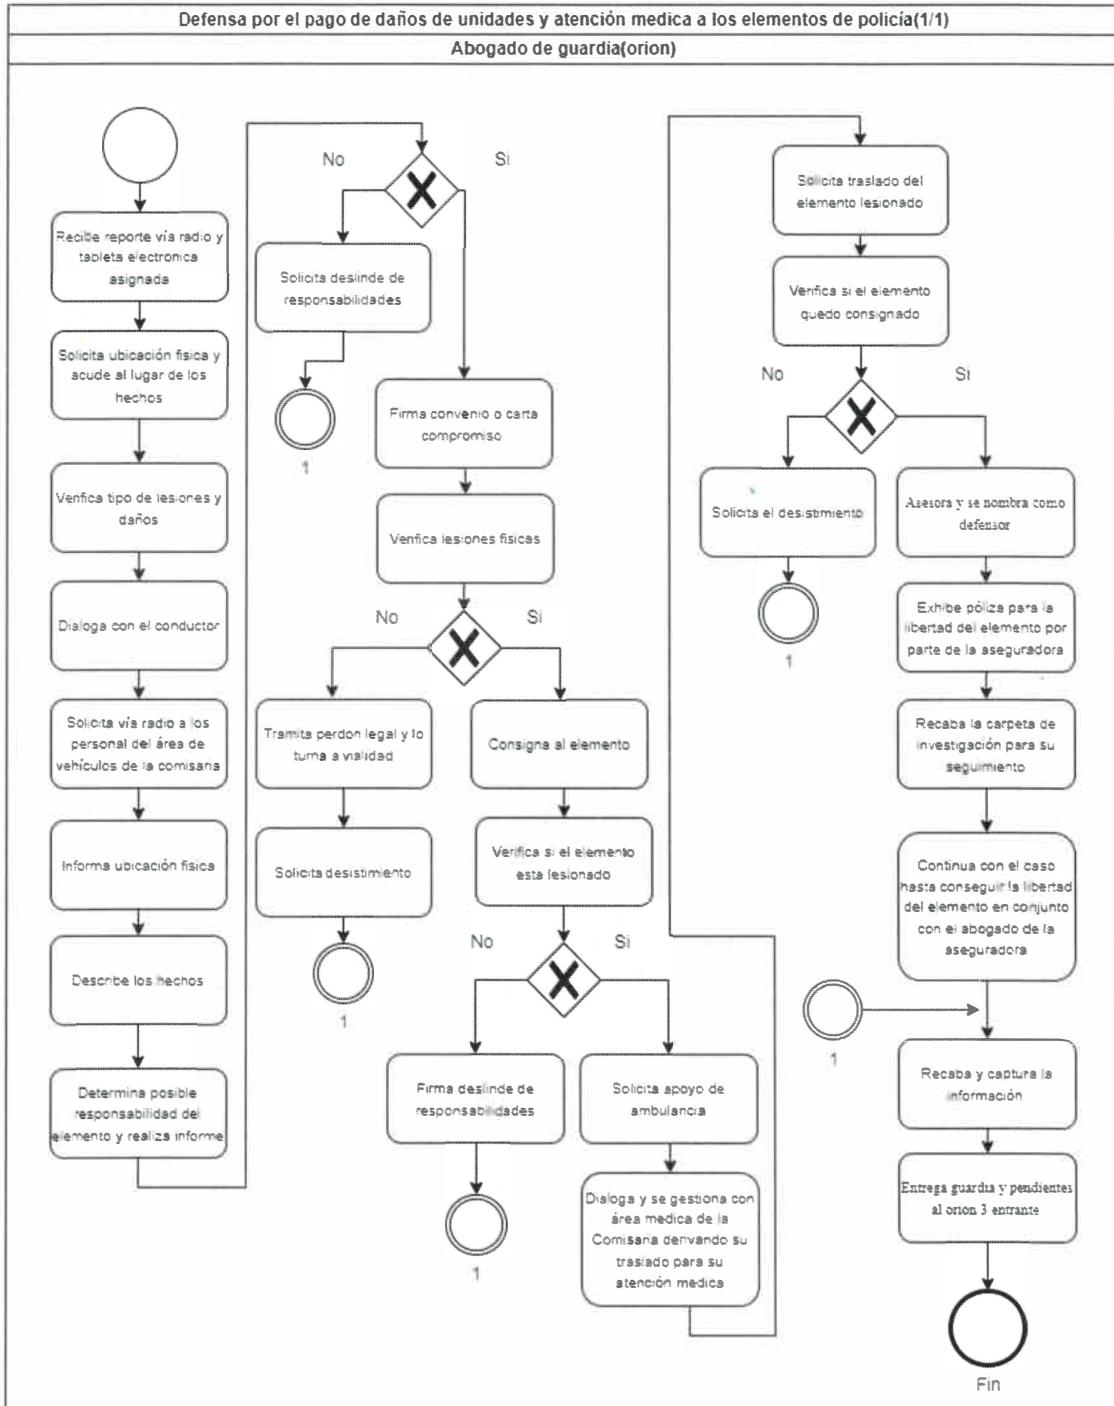 Defensa por el pago de daños de unidades y atención medica a los elementos de policía(1/1)
Abogado de guardia(orion)
Recibe reporte vía radio y
tableta electronica
asignada
Solicita ubicación fisica y
acude al lugar de los
hechos
Verifica tipo de lesiones y
daños
Dialoga con el conductor
Solicita vía radio a los
personal del área de
vehículos de la comisaria
Informa ubicación fisica
Describe los hechos
Determina posible
responsabilidad del
elemento y realiza informe
No
Si
Solicita deslinde de
responsabilidades
1
Firma convenio o carta
compromiso
Verifica lesiones fisicas
No
Si
Tramita perdon legal y lo
turna a vialidad
Solicita desistimiento
1
Consigna al elemento
Verifica si el elemento
esta lesionado
No
Si
Firma deslinde de
responsabilidades
1
Solicita apoyo de
ambulancia
Dialoga y se gestiona con
área medica de la
Comisaria derivando su
traslado para su
atención medica
Solicita traslado del
elemento lesionado
Verifica si el elemento
quedo consignado
No
Si
Solicita el desistimiento
1
Asesora y se nombra como
defensor
Exhibe póliza para la
libertad del elemento por
parte de la aseguradora
Recaba la carpeta de
investigación para su
seguimiento
Continua con el caso
hasta conseguir la libertad
del elemento en conjunto
con el abogado de la
aseguradora
1
Recaba y captura la
información
Entrega guardia y pendientes
al orion 3 entrante
Fin